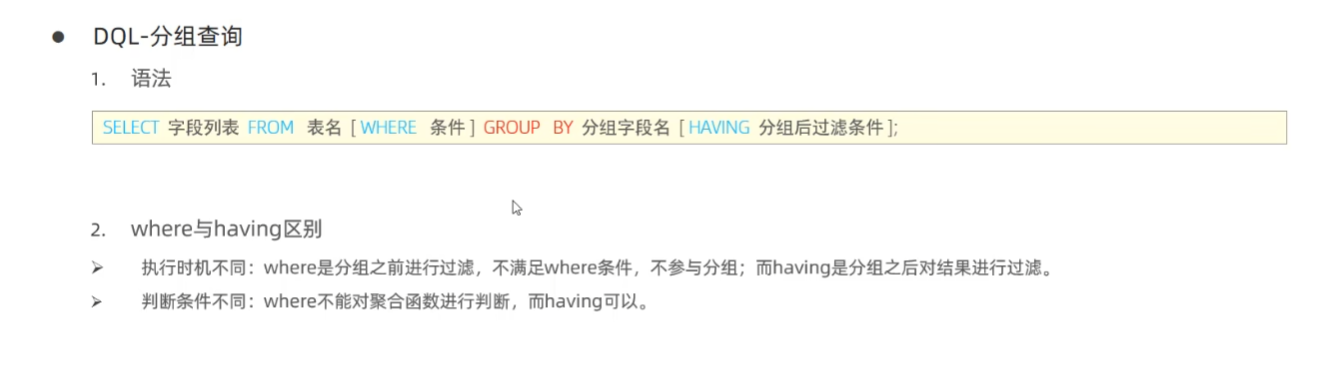 ● DQL-分组查询
1. 语法
SELECT 字段列表 FROM 表名 [ WHERE 条件 ] GROUP BY 分组字段名 [ HAVING 分组后过滤条件 ];
2. where与having区别
➢ 执行时机不同：where是分组之前进行过滤，不满足where条件，不参与分组；而having是分组之后对结果进行过滤。
➢ 判断条件不同：where不能对聚合函数进行判断，而having可以。